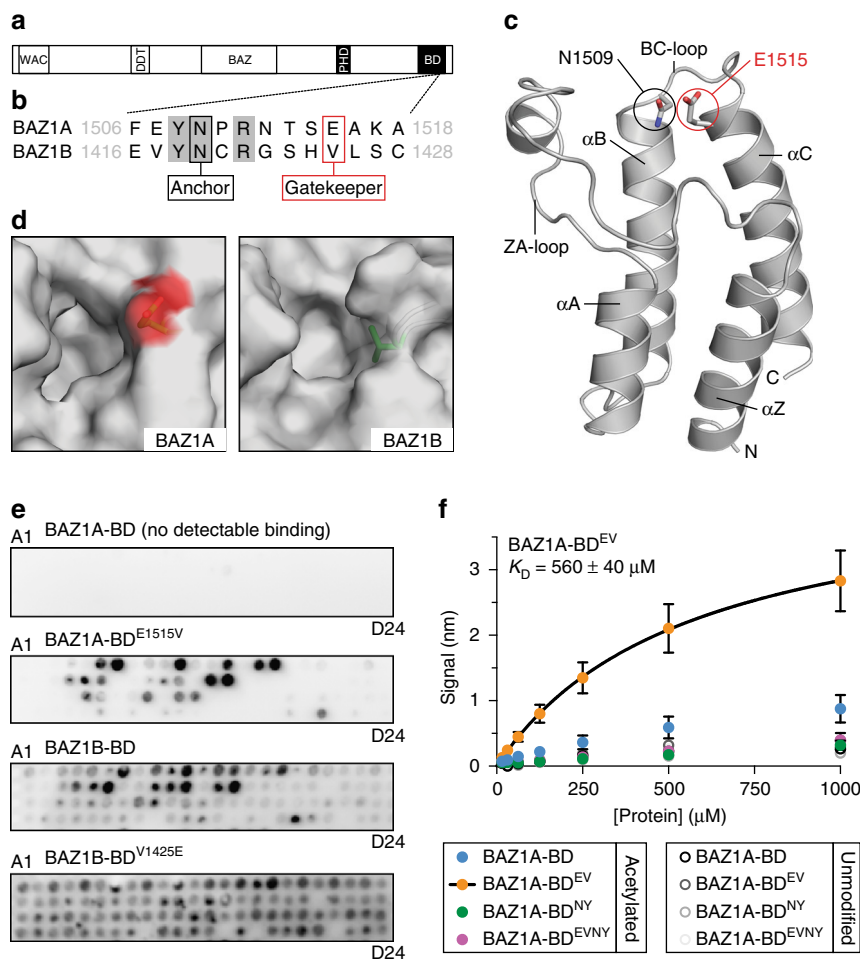 a
WAC DDT BAZ PHD BD
b
BAZ1A 1506 F E Y N P R N T S E A K A 1518
BAZ1B 1416 E V Y N C R G S H V L S C 1428
Anchor Gatekeeper
c
BC-loop
N1509 E1515
αB
αC
ZA-loop
αA
C
αZ
N
d
BAZ1A BAZ1B
e
A1 BAZ1A-BD (no detectable binding)
D24
A1 BAZ1A-BD^E1515V
D24
A1 BAZ1B-BD
D24
A1 BAZ1B-BD^V1425E
D24
f
BAZ1A-BD^EV
K_D = 560 ± 40 μM
Signal (nm)
3
2
1
0
0 250 500 750 1000
[Protein] (μM)
BAZ1A-BD
BAZ1A-BD^EV
BAZ1A-BD^NY
BAZ1A-BD^EVNY
Acetylated
BAZ1A-BD
BAZ1A-BD^EV
BAZ1A-BD^NY
BAZ1A-BD^EVNY
Unmodified